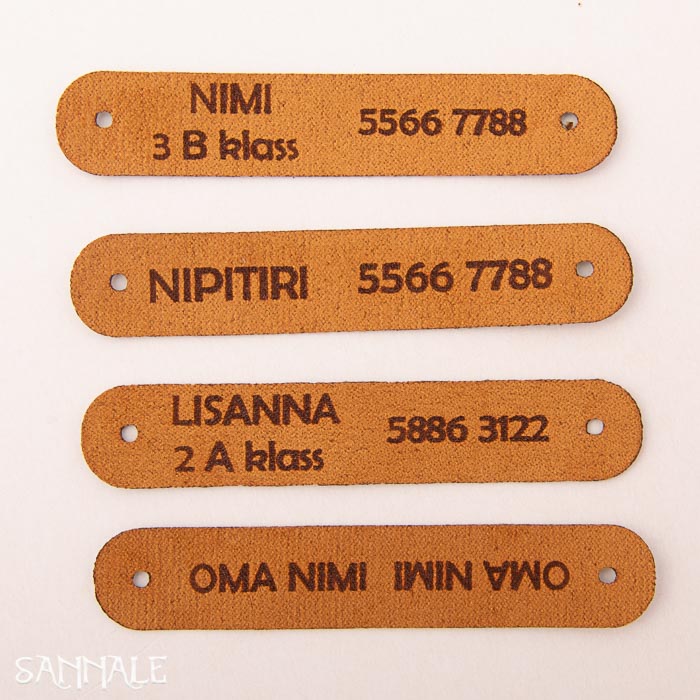 NIMI
3 B klass
5566 7788
NIPITIRI 5566 7788
LISANNA
2 A klass
5886 3122
OMA NIMI OMA NIMI
SANNALE